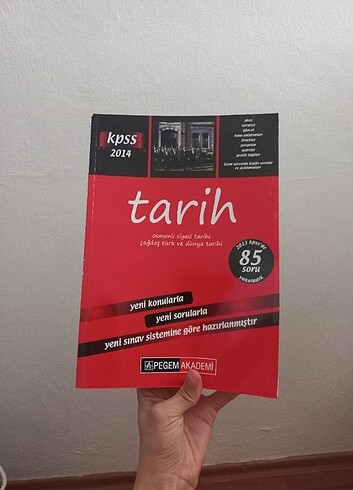 kpss
2014
tarih
osmanlı siyasi tarihi
çağdaş türk ve dünya tarihi
2013 kpss'de
85
soru
yakaladık
yeni konularla
yeni sorularla
yeni sınav sistemine göre hazırlanmıştır
PEGEM AKADEMİ